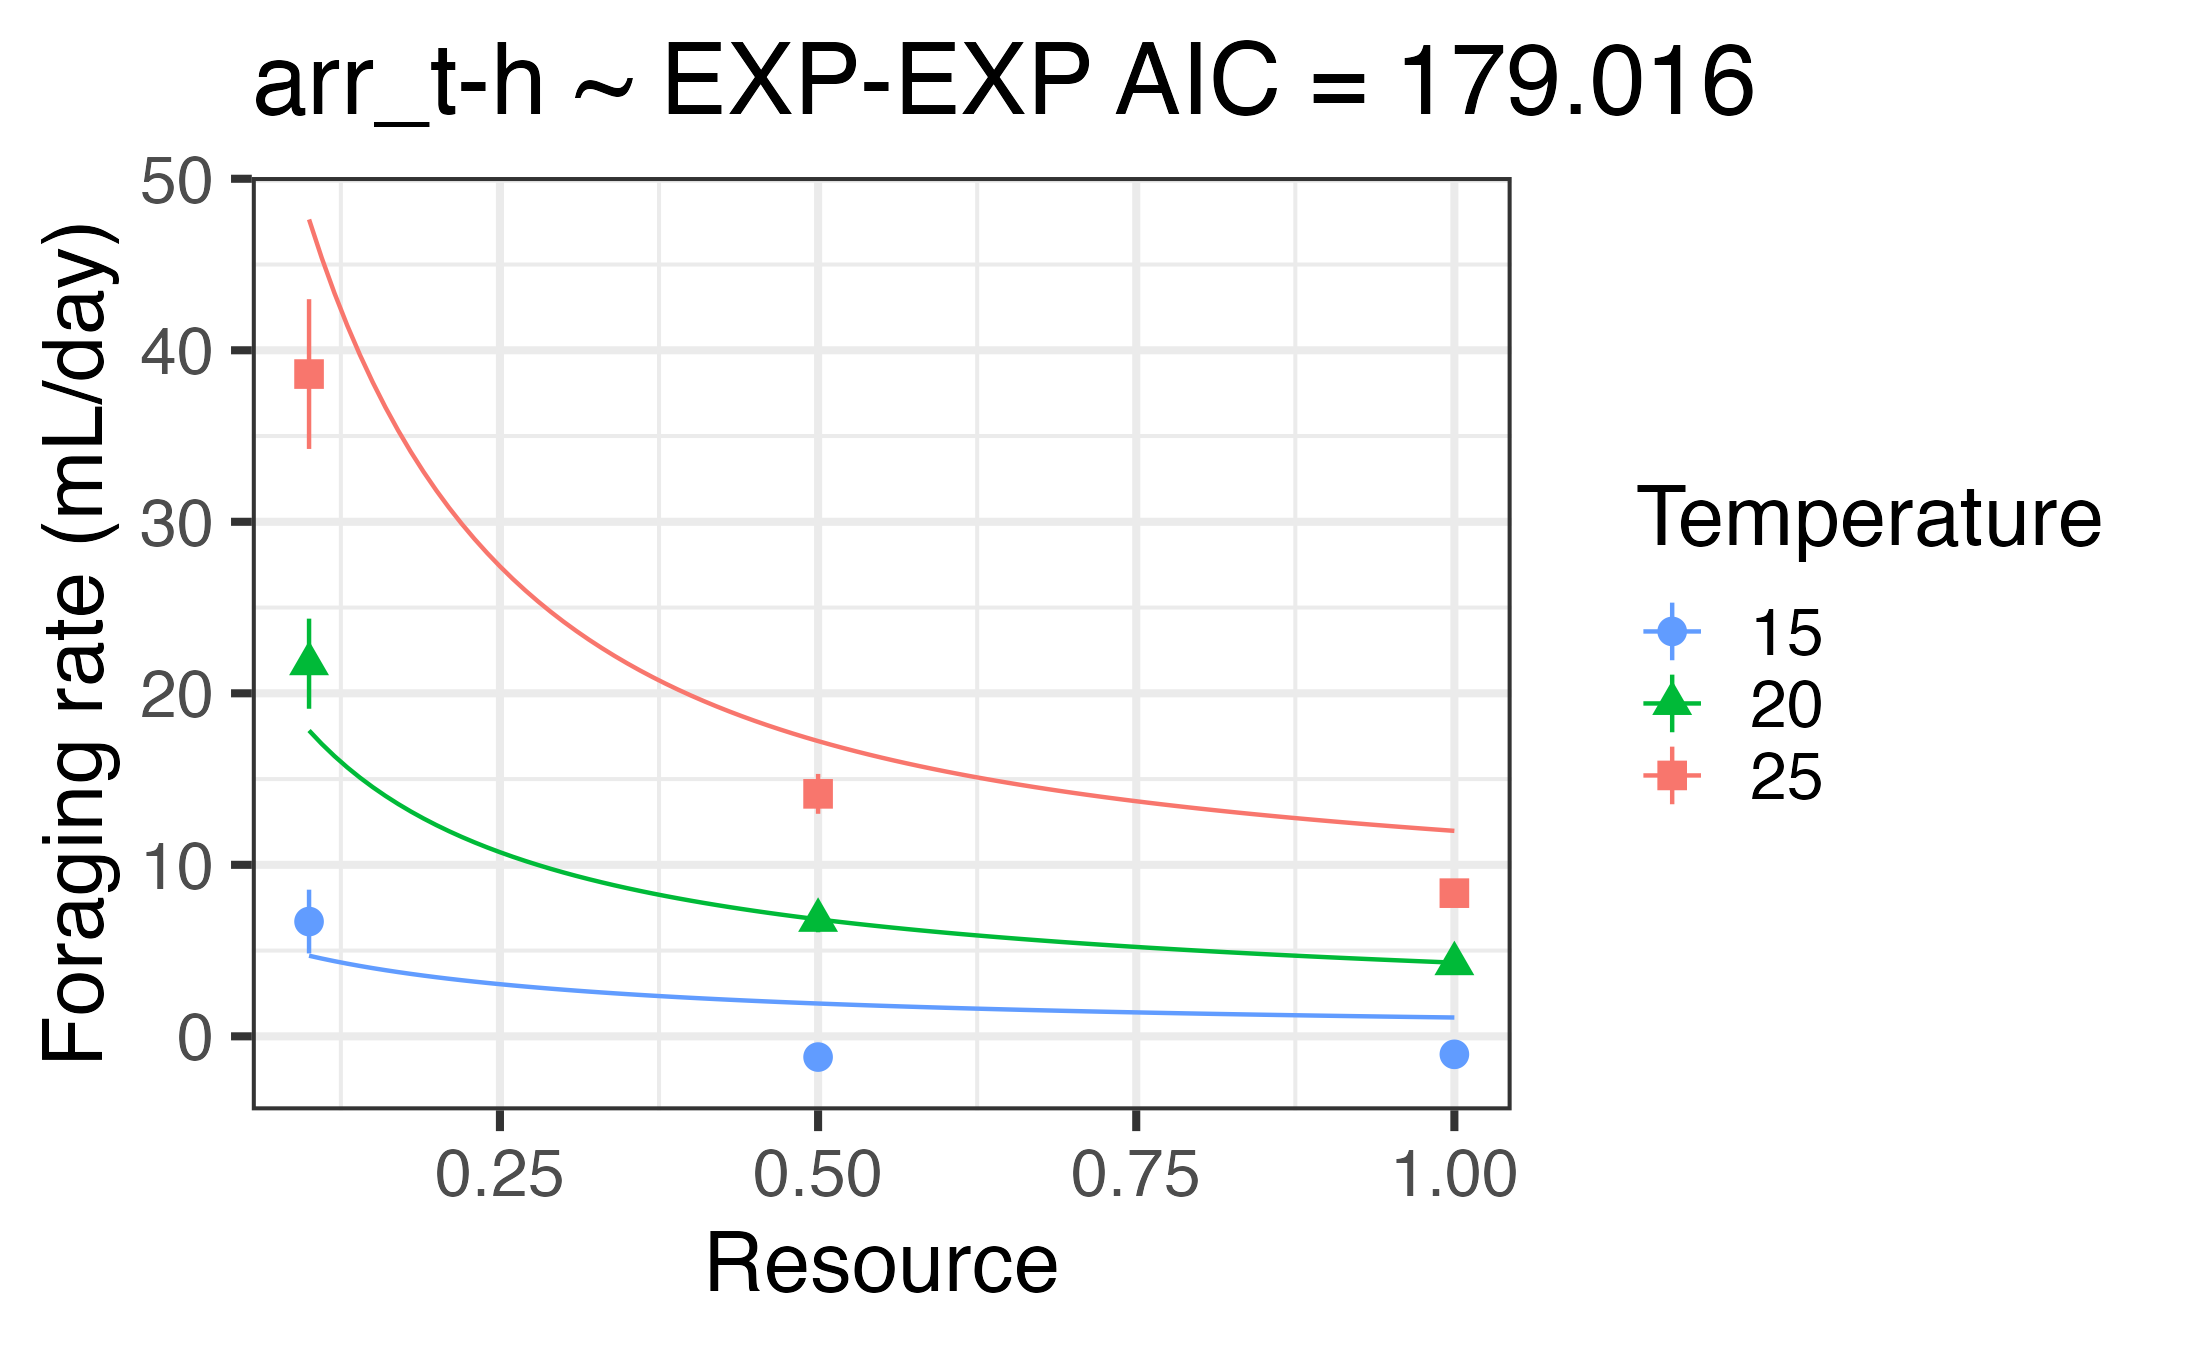 arr_t-h ~ EXP-EXP AIC = 179.016
Foraging rate (mL/day)
50
40
30
20
10
0
0.25 0.50 0.75 1.00
Resource
Temperature
15
20
25